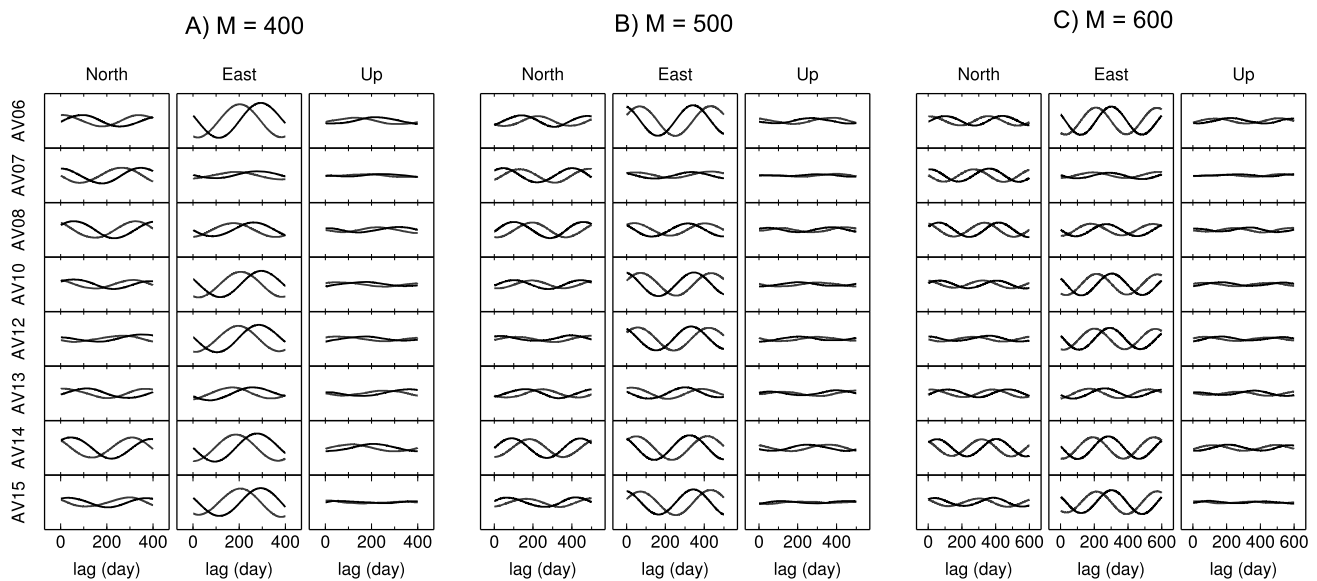 A) M = 400
B) M = 500
C) M = 600
North East Up
North East Up
North East Up
AV06
AV07
AV08
AV10
AV12
AV13
AV14
AV15
0 200 400 0 200 400 0 200 400
0 200 400 0 200 400 0 200 400
0 200 400 600 0 200 400 600 0 200 400 600
lag (day) lag (day) lag (day)
lag (day) lag (day) lag (day)
lag (day) lag (day) lag (day)